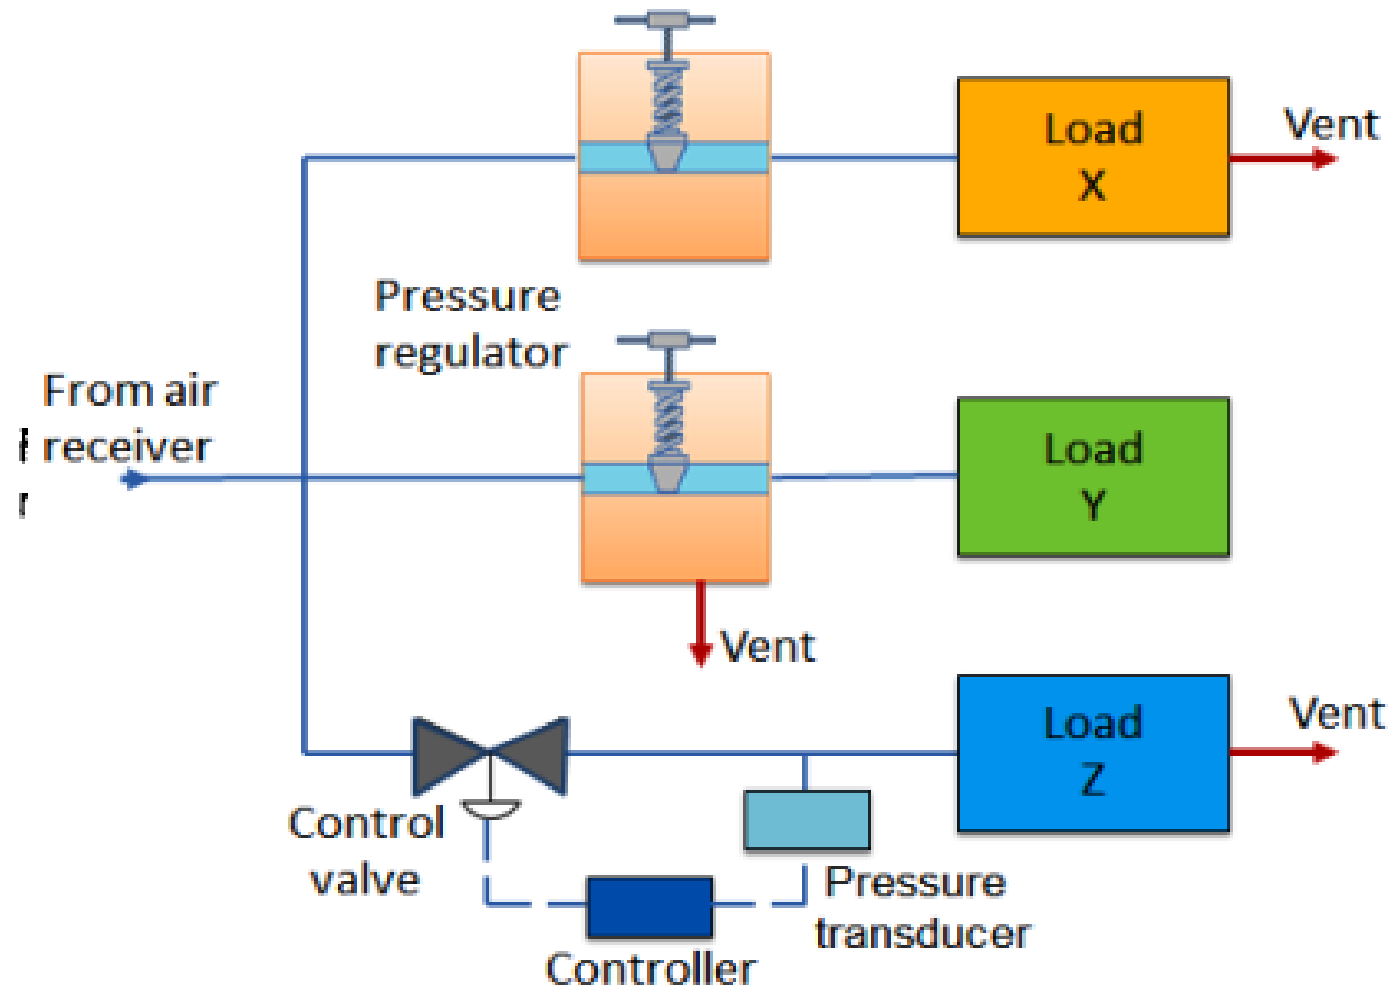 Load
X
Vent
Pressure
regulator
From air
receiver
Load
Y
Vent
Load
Z
Vent
Control
valve
Pressure
transducer
Controller